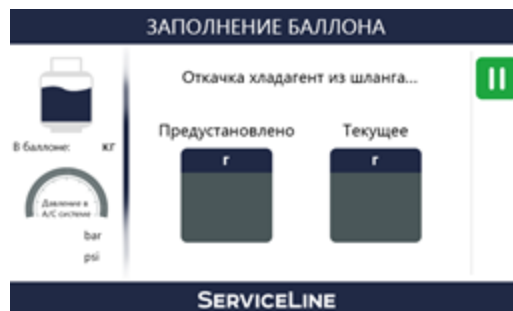 ЗАПОЛНЕНИЕ БАЛЛОНА
Откачка хладагент из шланга...
Предустановлено Текущее
г г
В баллоне: кг
Давление в
A/C системе
bar
psi
SERVICELINE